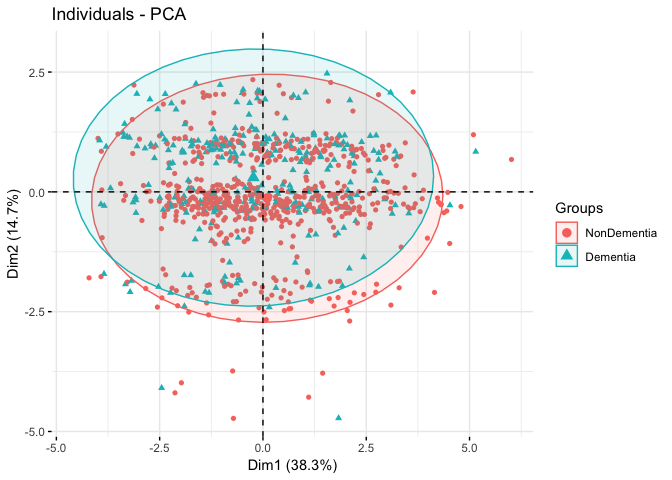 Individuals - PCA
Dim2 (14.7%)
2.5
0.0
-2.5
-5.0
-5.0
-2.5
0.0
2.5
5.0
Dim1 (38.3%)
Groups
NonDementia
Dementia